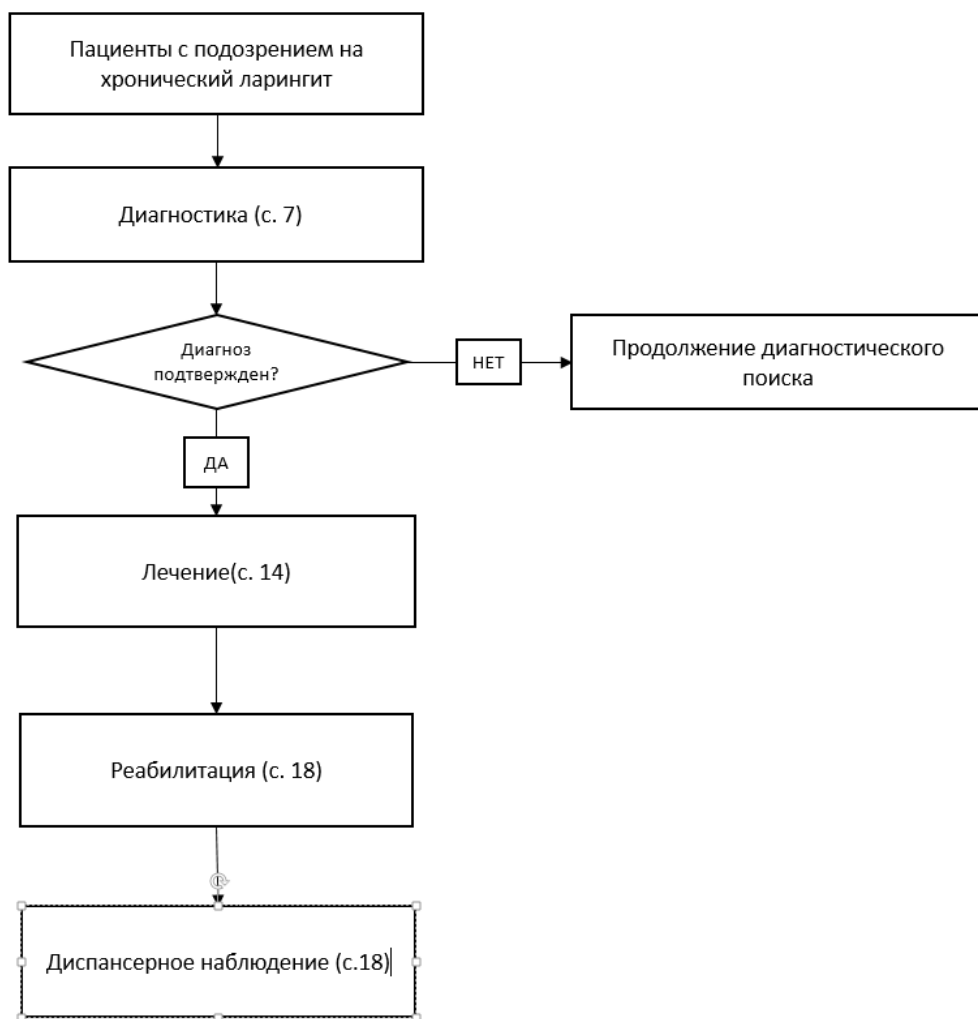 Пациенты с подозрением на
хронический ларингит
Диагностика (с. 7)
Диагноз
подтвержден?
НЕТ
Продолжение диагностического
поиска
ДА
Лечение(с. 14)
Реабилитация (с. 18)
Диспансерное наблюдение (с.18)